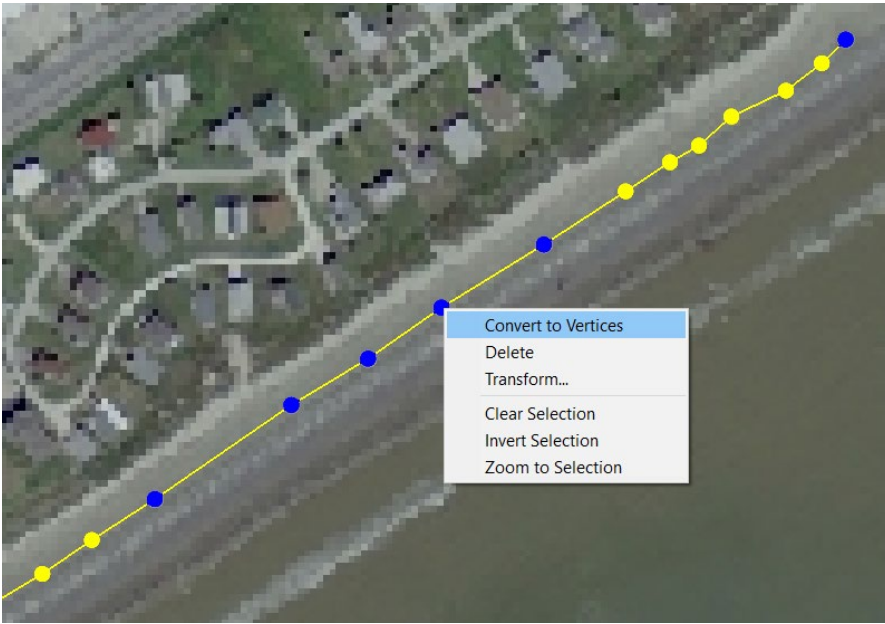 Convert to Vertices
Delete
Transform...
Clear Selection
Invert Selection
Zoom to Selection